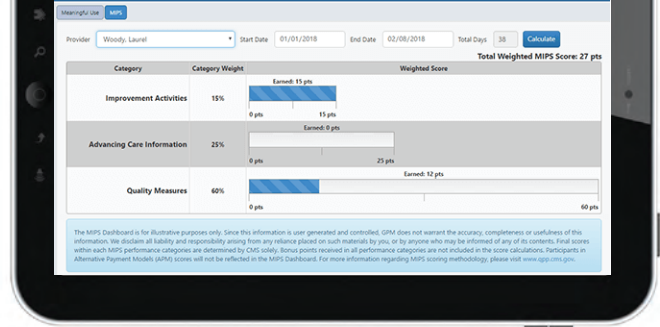 Meaningful Use MIPS
Provider Woody, Laurel Start Date 01/01/2018 End Date 02/08/2018 Total Days 38 Calculate
Total Weighted MIPS Score: 27 pts
Category Category Weight Weighted Score
Earned: 15 pts
Improvement Activities 15%
0 pts 15 pts
Earned: 0 pts
Advancing Care Information 25%
0 pts 25 pts
Earned: 12 pts
Quality Measures 60%
0 pts 60 pts
The MIPS Dashboard is for illustrative purposes only. Since this information is user generated and controlled, GPM does not warrant the accuracy, completeness or usefulness of this
information. We disclaim all liability and responsibility arising from any reliance placed on such materials by you, or by anyone who may be informed of any of its contents. Final scores
within each MIPS performance categories are determined by CMS solely. Bonus points received in all performance categories are not included in the score calculations. Participants in
Alternative Payment Models (APM) scores will not be reflected in the MIPS Dashboard. For more information regarding MIPS scoring methodology, please visit www.qpp.cms.gov.